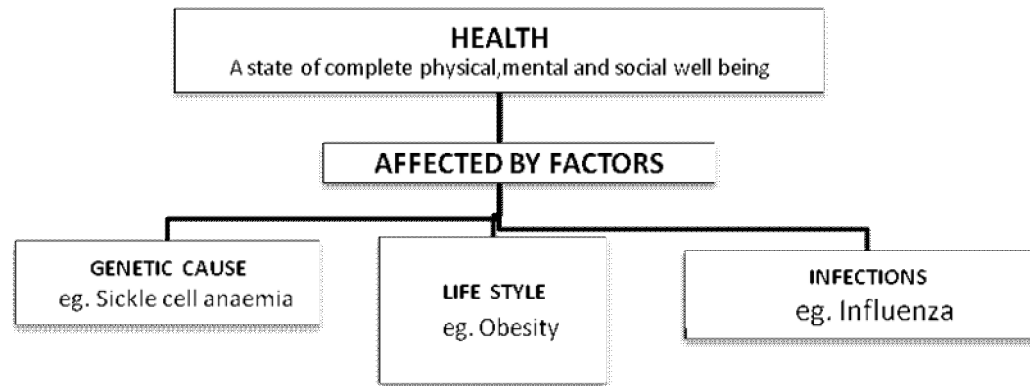 HEALTH
A state of complete physical,mental and social well being
AFFECTED BY FACTORS
GENETIC CAUSE
eg. Sickle cell anaemia
LIFE STYLE
eg. Obesity
INFECTIONS
eg. Influenza